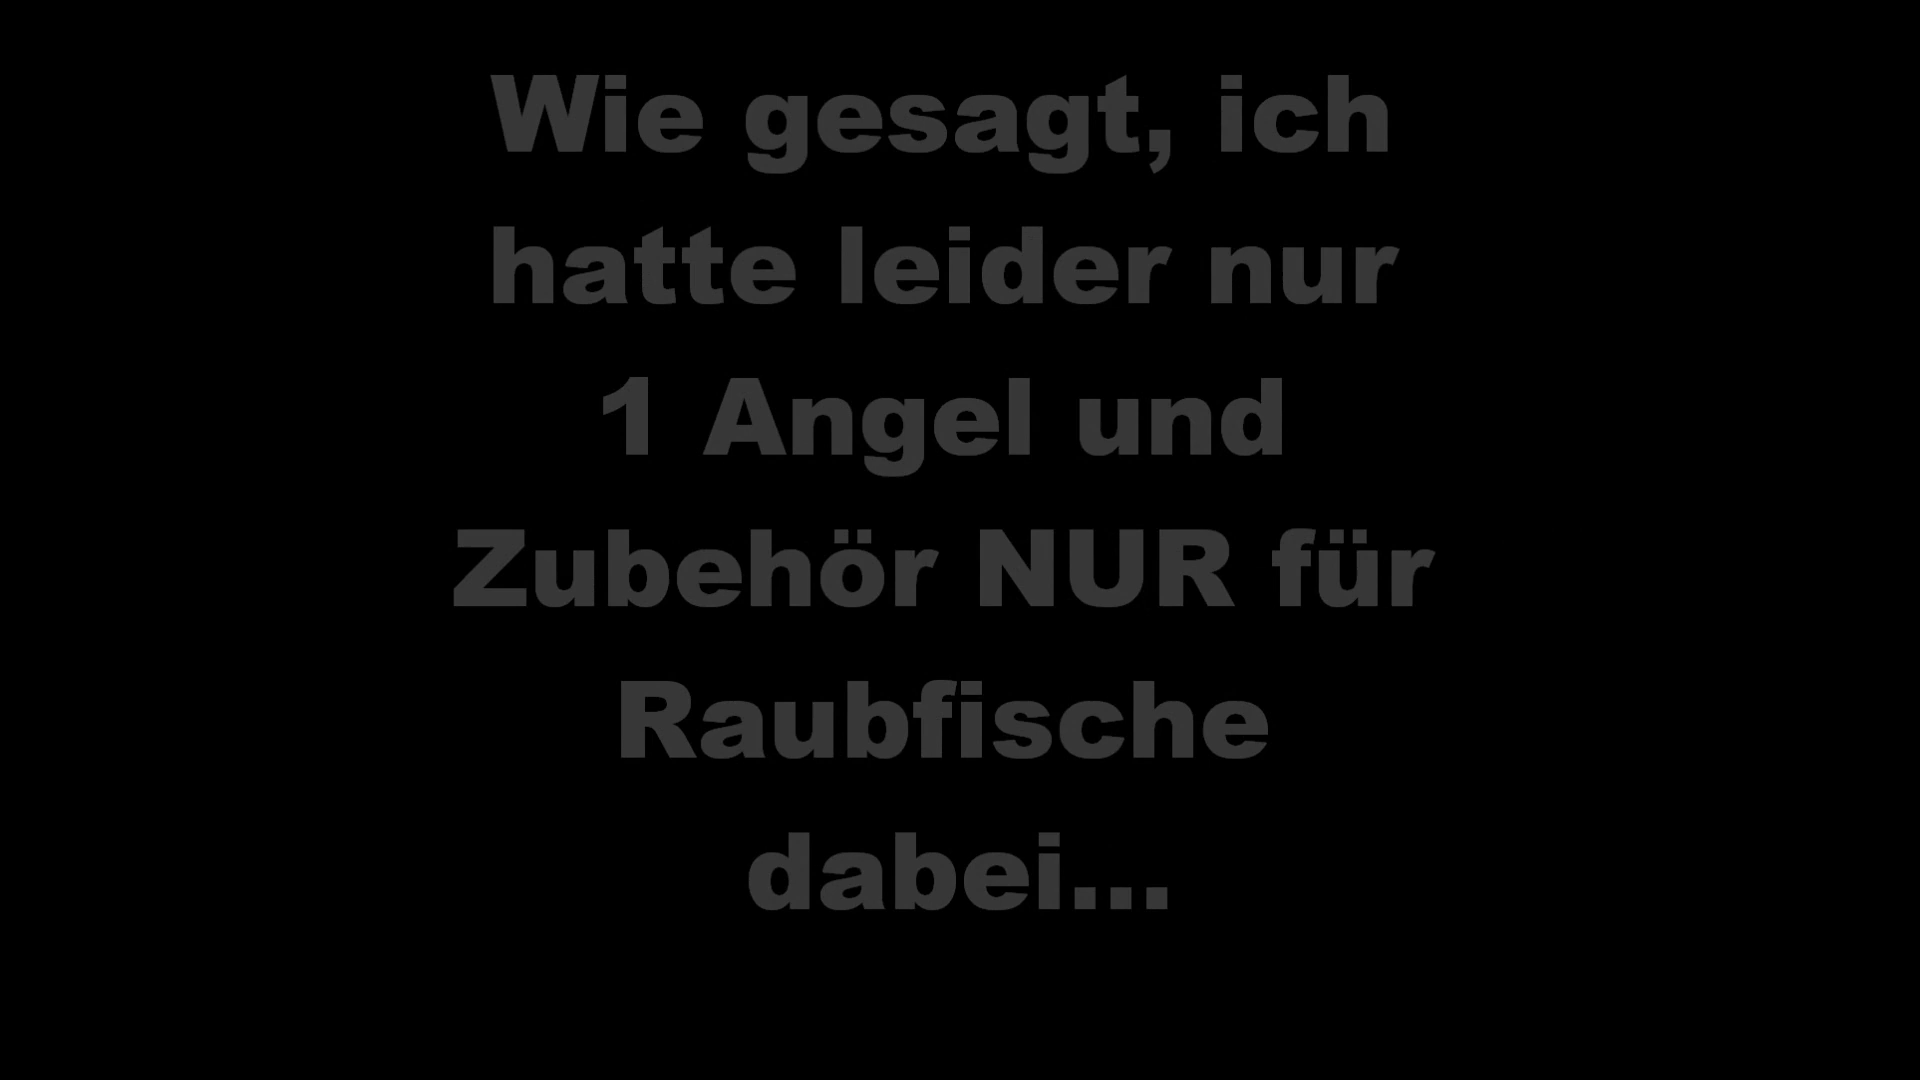 Wie gesagt, ich
hatte leider nur
1 Angel und
Zubehör NUR für
Raubfische
dabei...